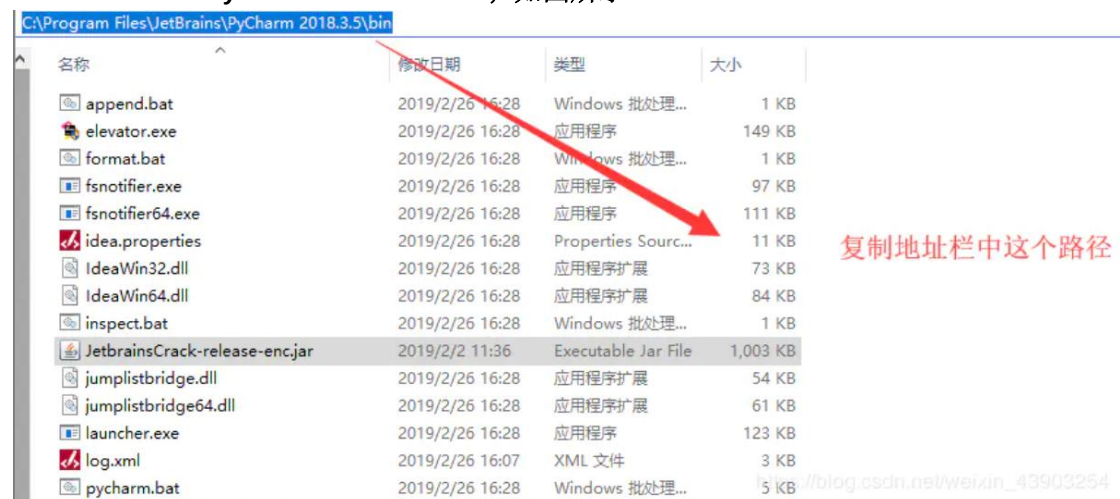 C:\Program Files\JetBrains\PyCharm 2018.3.5\bin
名称 修改日期 类型 大小
append.bat 2019/2/26 16:28 Windows 批处理... 1 KB
elevator.exe 2019/2/26 16:28 应用程序 149 KB
format.bat 2019/2/26 16:28 Windows 批处理... 1 KB
fsnotifier.exe 2019/2/26 16:28 应用程序 97 KB
fsnotifier64.exe 2019/2/26 16:28 应用程序 111 KB
idea.properties 2019/2/26 16:28 Properties Sourc... 11 KB
复制地址栏中这个路径
IdeaWin32.dll 2019/2/26 16:28 应用程序扩展 73 KB
IdeaWin64.dll 2019/2/26 16:28 应用程序扩展 84 KB
inspect.bat 2019/2/26 16:28 Windows 批处理... 1 KB
JetbrainsCrack-release-enc.jar 2019/2/2 11:36 Executable Jar File 1,003 KB
jumplistbridge.dll 2019/2/26 16:28 应用程序扩展 54 KB
jumplistbridge64.dll 2019/2/26 16:28 应用程序扩展 61 KB
launcher.exe 2019/2/26 16:28 应用程序 123 KB
log.xml 2019/2/26 16:07 XML 文件 3 KB
pycharm.bat 2019/2/26 16:28 Windows 批处理... 5 KB
https://blog.csdn.net/weixin_43903254